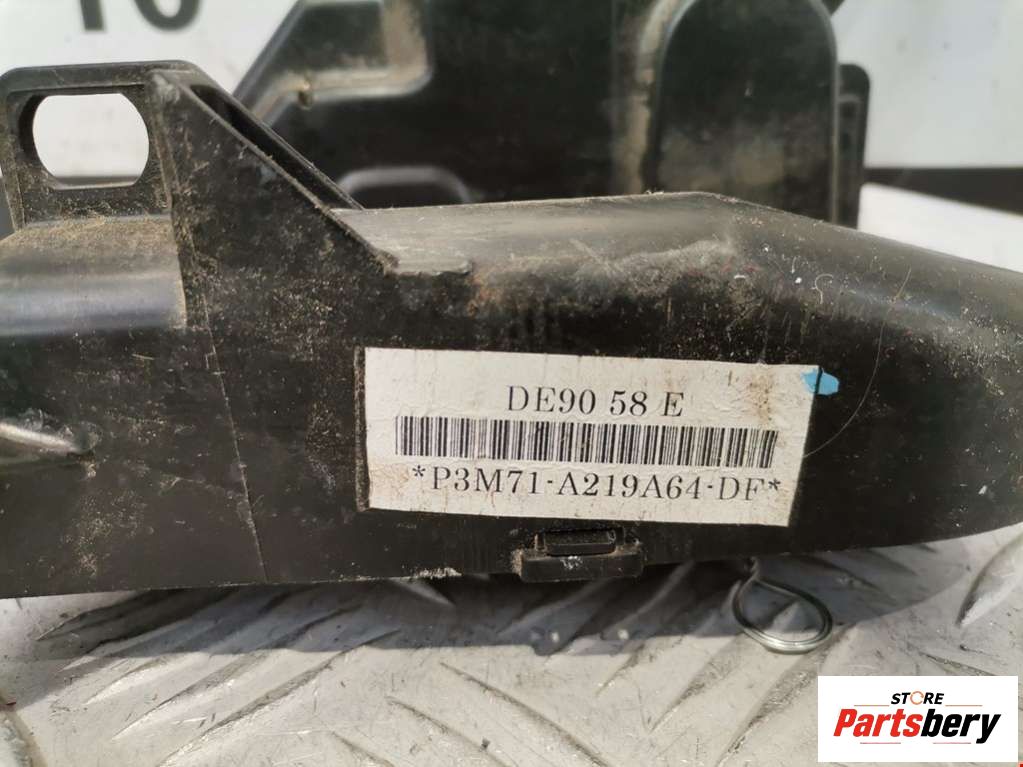 DE90 58 E
*P3M71-A219A64-DF*
STORE
Partsbery